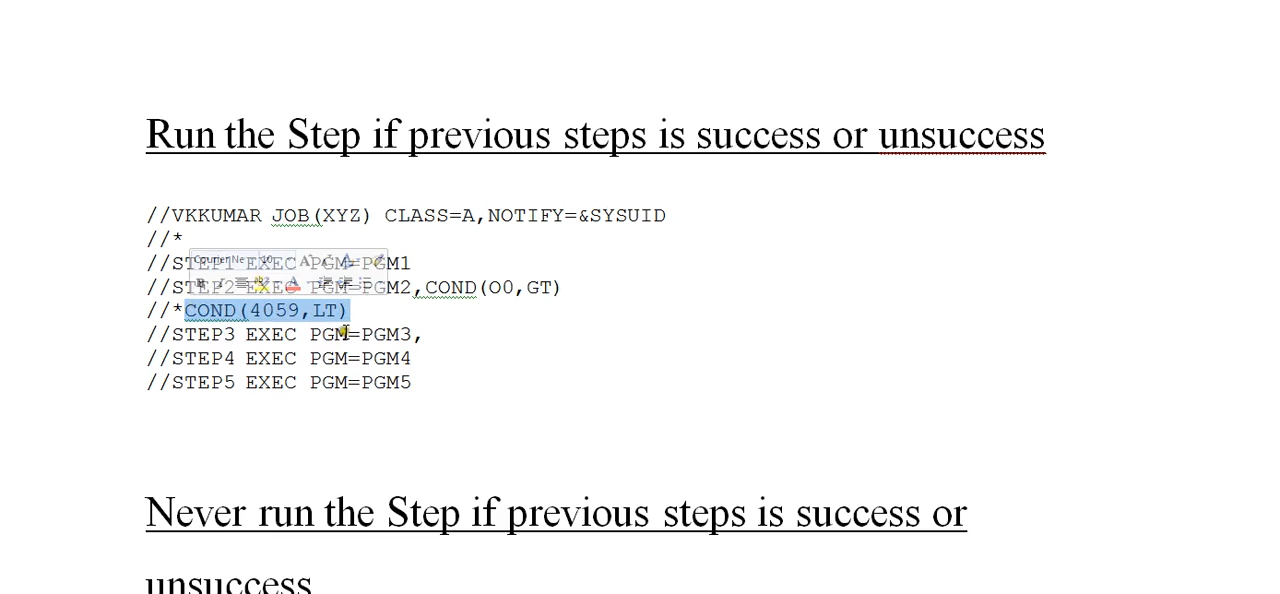 Run the Step if previous steps is success or unsuccess
//VKKUMAR JOB(XYZ) CLASS=A,NOTIFY=&SYSUID
//*
//STEP1 EXEC PGM=PGM1
//STEP2 EXEC PGM=PGM2,COND(O0,GT)
//*COND(4059,LT)
//STEP3 EXEC PGM=PGM3,
//STEP4 EXEC PGM=PGM4
//STEP5 EXEC PGM=PGM5
Never run the Step if previous steps is success or
unsuccess